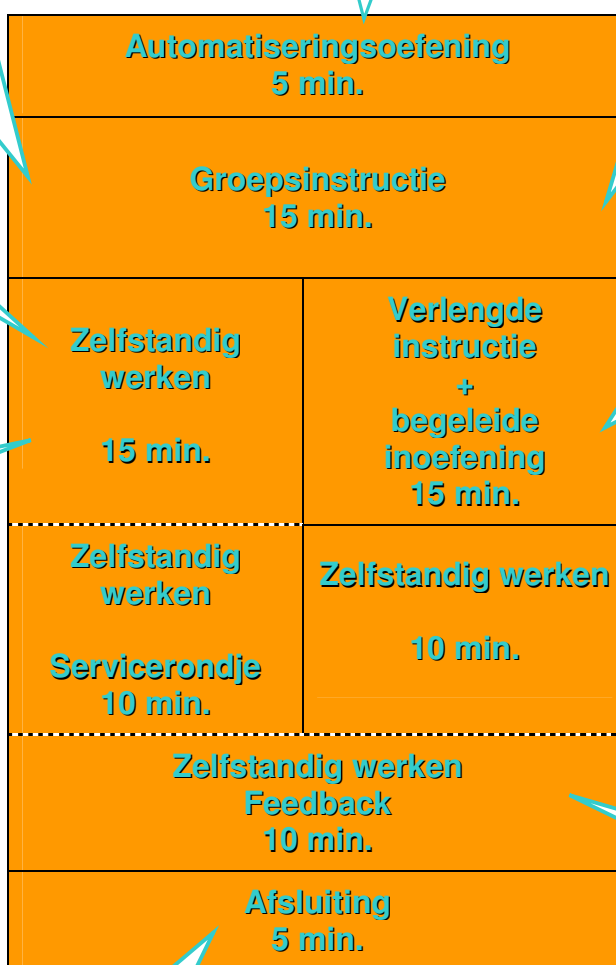 Automatiseringsoefening
5 min.
Groepsinstructie
15 min.
Zelfstandig
werken
15 min.
Verlengde
instructie
+
begeleide
inoefening
15 min.
Zelfstandig
werken
Servicerondje
10 min.
Zelfstandig werken
10 min.
Zelfstandig werken
Feedback
10 min.
Afsluiting
5 min.